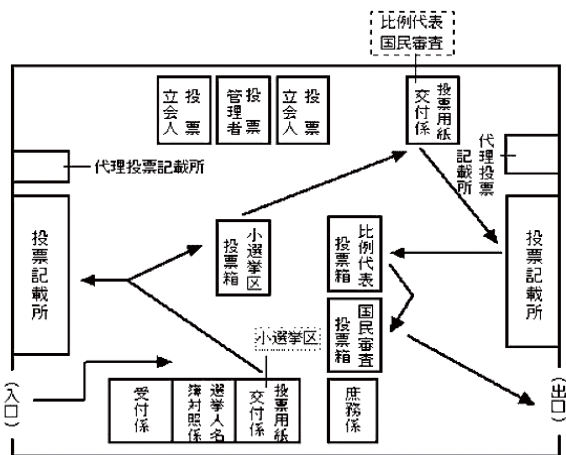 比例代表
国民審査
投票立会人
投票管理者
投票立会人
投票用紙交付係
代理投票記載所
代理投票記載所
投票記載所
小選挙区投票箱
比例代表投票箱
国民審査投票箱
投票記載所
小選挙区
(入口)
受付係
選挙人名簿対照係
投票用紙交付係
庶務係
(出口)